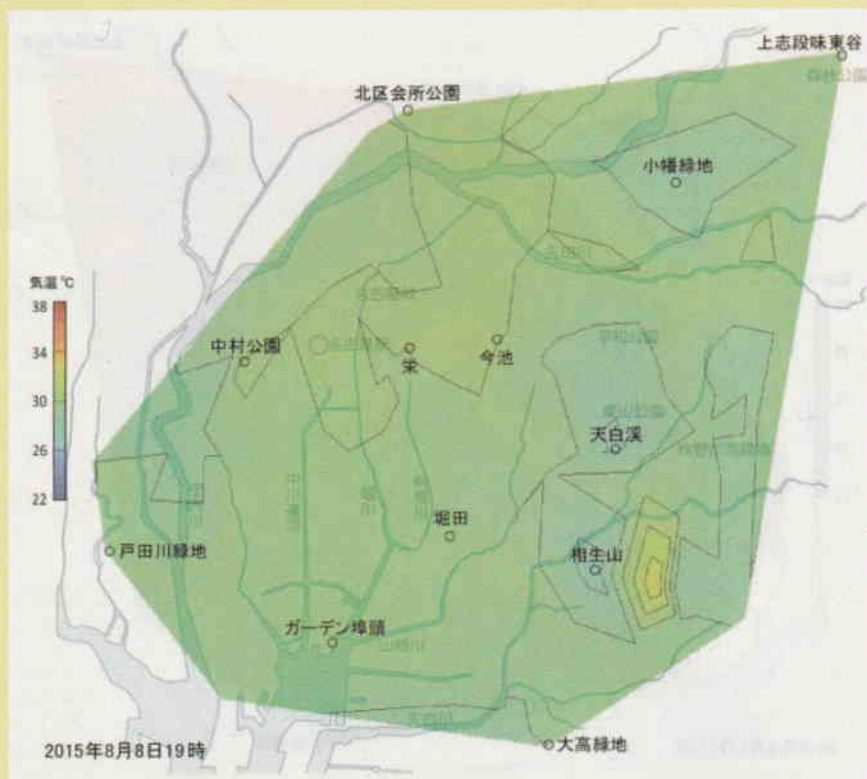 上志段味東谷
北区会所公園
小幡緑地
気温℃
38
34
30
26
22
中村公園
栄
今池
天白渓
堀田
戸田川緑地
相生山
ガーデン埠頭
大高緑地
2015年8月8日19時